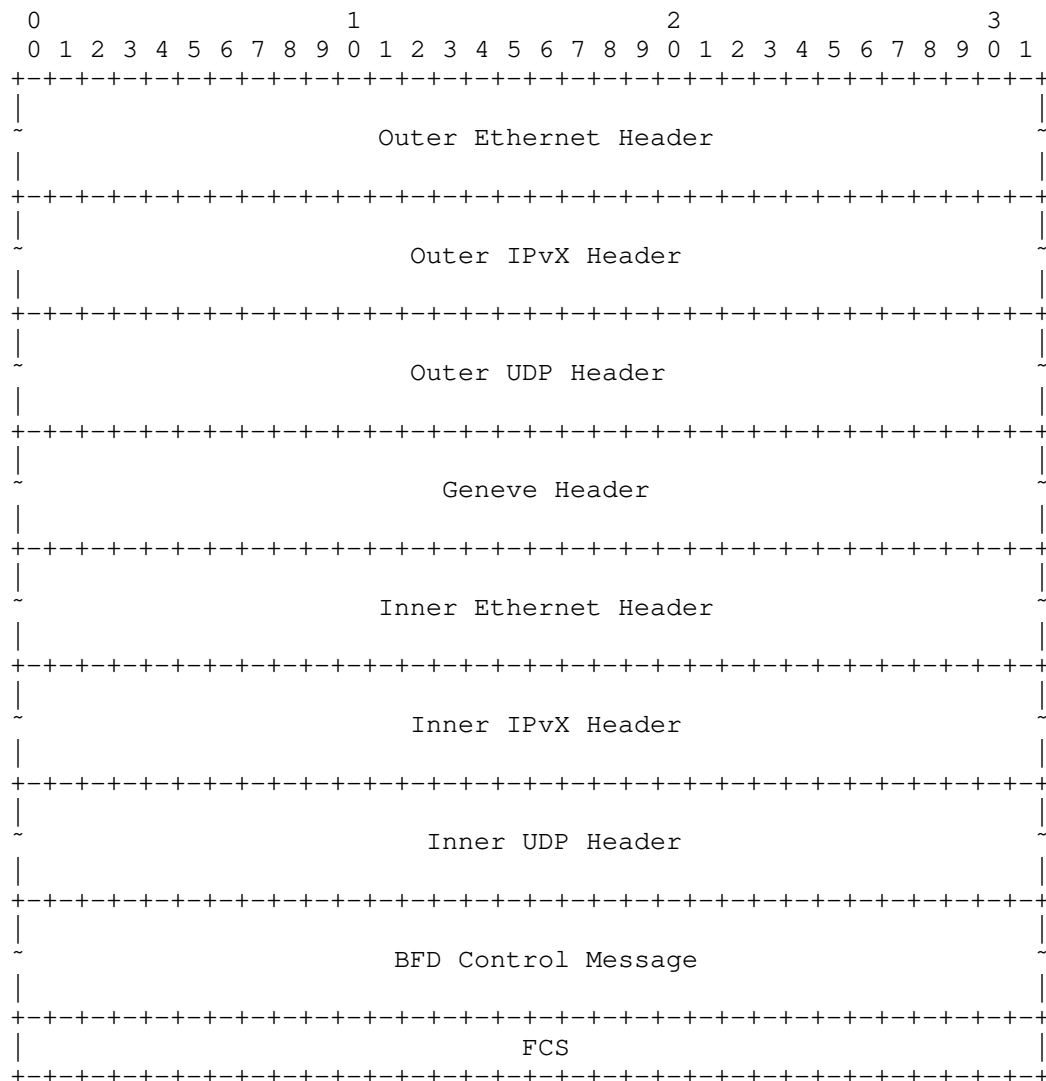 0                   1                   2                   3
0 1 2 3 4 5 6 7 8 9 0 1 2 3 4 5 6 7 8 9 0 1 2 3 4 5 6 7 8 9 0 1
+-+-+-+-+-+-+-+-+-+-+-+-+-+-+-+-+-+-+-+-+-+-+-+-+-+-+-+-+-+-+-+-+
|                                                               |
~                      Outer Ethernet Header                    ~
|                                                               |
+-+-+-+-+-+-+-+-+-+-+-+-+-+-+-+-+-+-+-+-+-+-+-+-+-+-+-+-+-+-+-+-+
|                                                               |
~                        Outer IPvX Header                      ~
|                                                               |
+-+-+-+-+-+-+-+-+-+-+-+-+-+-+-+-+-+-+-+-+-+-+-+-+-+-+-+-+-+-+-+-+
|                                                               |
~                        Outer UDP Header                       ~
|                                                               |
+-+-+-+-+-+-+-+-+-+-+-+-+-+-+-+-+-+-+-+-+-+-+-+-+-+-+-+-+-+-+-+-+
|                                                               |
~                          Geneve Header                        ~
|                                                               |
+-+-+-+-+-+-+-+-+-+-+-+-+-+-+-+-+-+-+-+-+-+-+-+-+-+-+-+-+-+-+-+-+
|                                                               |
~                      Inner Ethernet Header                    ~
|                                                               |
+-+-+-+-+-+-+-+-+-+-+-+-+-+-+-+-+-+-+-+-+-+-+-+-+-+-+-+-+-+-+-+-+
|                                                               |
~                        Inner IPvX Header                      ~
|                                                               |
+-+-+-+-+-+-+-+-+-+-+-+-+-+-+-+-+-+-+-+-+-+-+-+-+-+-+-+-+-+-+-+-+
|                                                               |
~                         Inner UDP Header                      ~
|                                                               |
+-+-+-+-+-+-+-+-+-+-+-+-+-+-+-+-+-+-+-+-+-+-+-+-+-+-+-+-+-+-+-+-+
|                                                               |
~                       BFD Control Message                     ~
|                                                               |
+-+-+-+-+-+-+-+-+-+-+-+-+-+-+-+-+-+-+-+-+-+-+-+-+-+-+-+-+-+-+-+-+
|                               FCS                             |
+-+-+-+-+-+-+-+-+-+-+-+-+-+-+-+-+-+-+-+-+-+-+-+-+-+-+-+-+-+-+-+-+